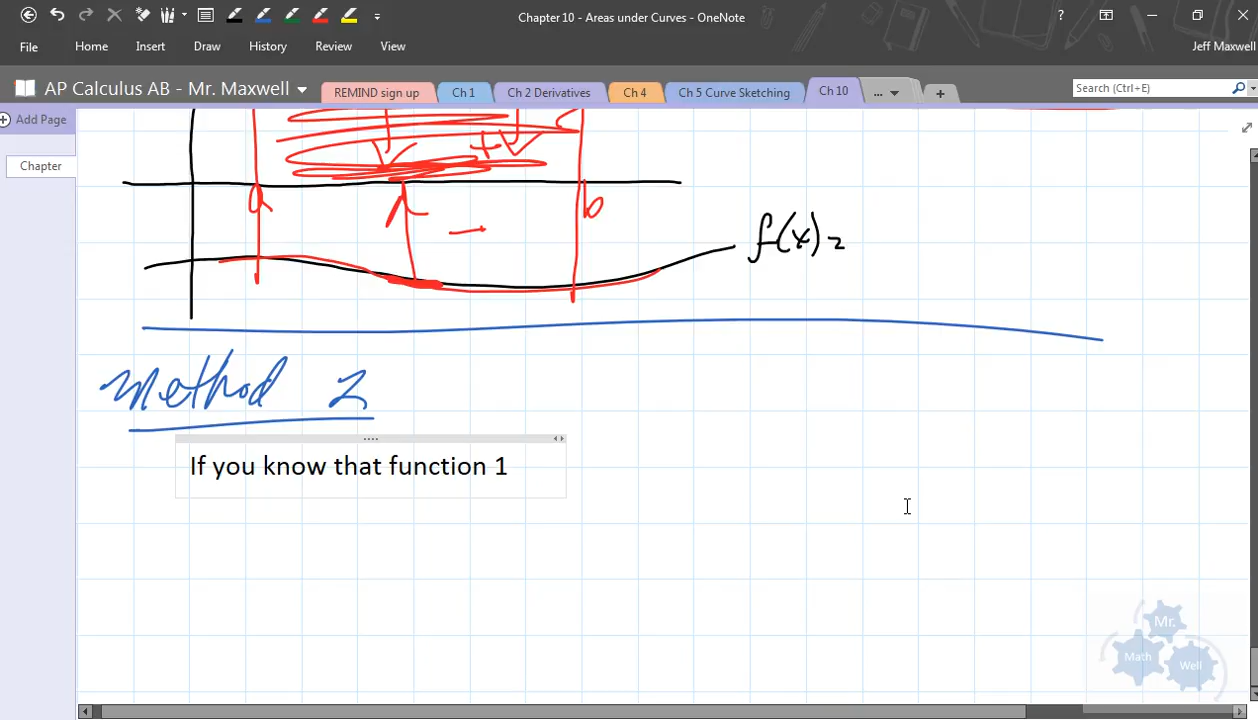 Chapter 10 - Areas under Curves - OneNote
?
File Home Insert Draw History Review View
Jeff Maxwell
AP Calculus AB - Mr. Maxwell
REMIND sign up
Ch 1
Ch 2 Derivatives
Ch 4
Ch 5 Curve Sketching
Ch 10
...
Search (Ctrl+E)
Add Page
Chapter
+
a
b
-
f(x)2
Method 2
If you know that function 1
Mr.
Math
Well